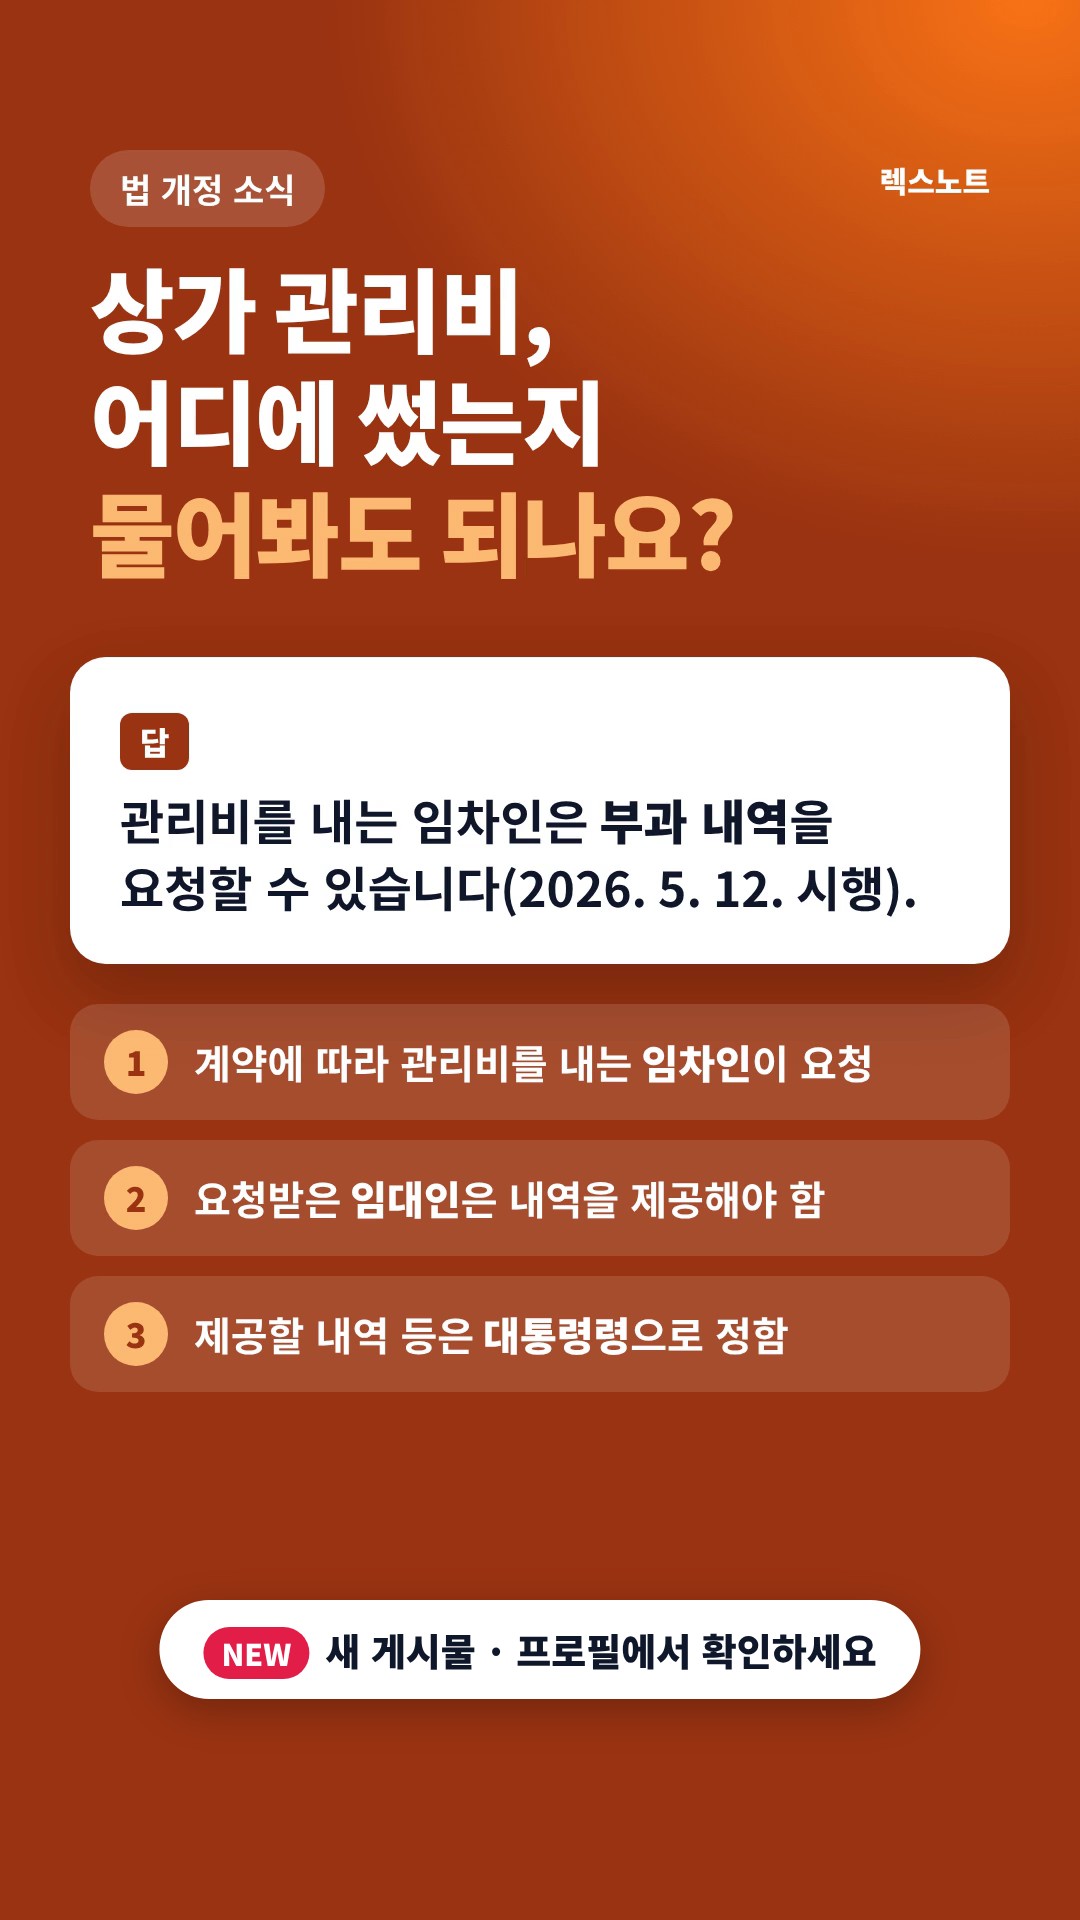 법 개정 소식
렉스노트
상가 관리비,
어디에 썼는지
물어봐도 되나요?
답
관리비를 내는 임차인은 부과 내역을
요청할 수 있습니다(2026. 5. 12. 시행).
1 계약에 따라 관리비를 내는 임차인이 요청
2 요청받은 임대인은 내역을 제공해야 함
3 제공할 내역 등은 대통령령으로 정함
NEW 새 게시물 · 프로필에서 확인하세요